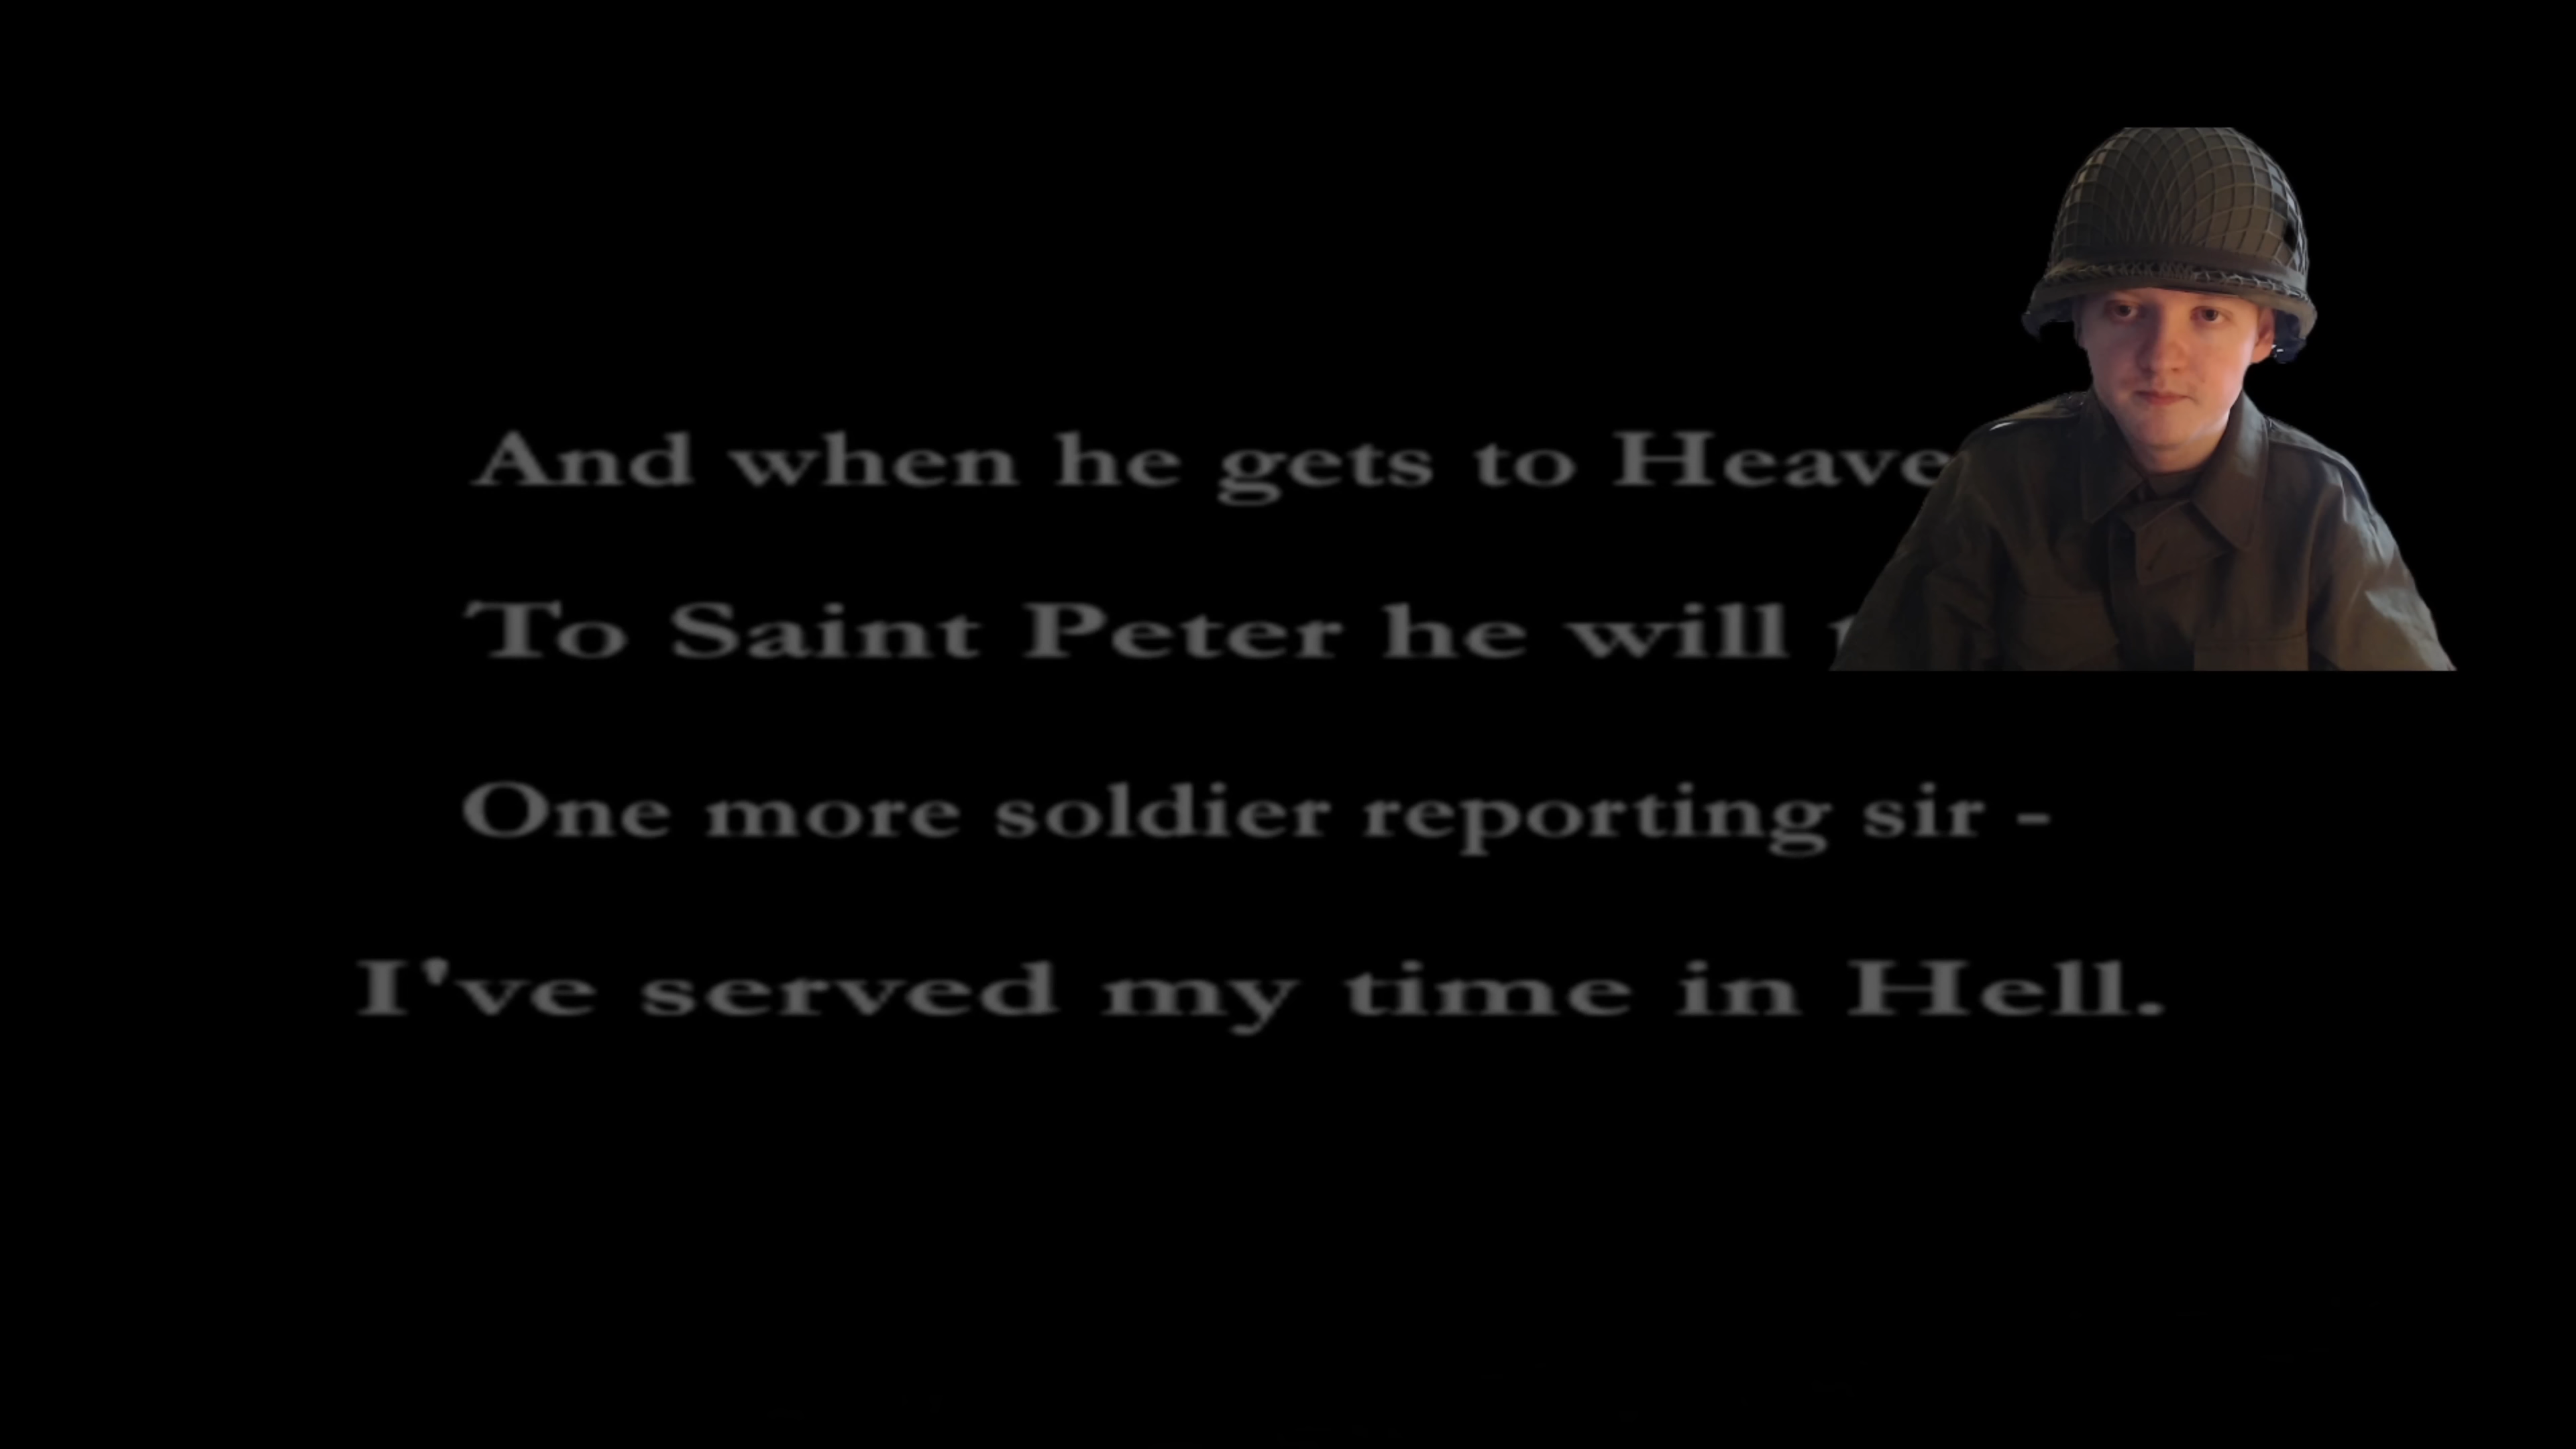 And when he gets to Heave
To Saint Peter he will
One more soldier reporting sir -
I've served my time in Hell.